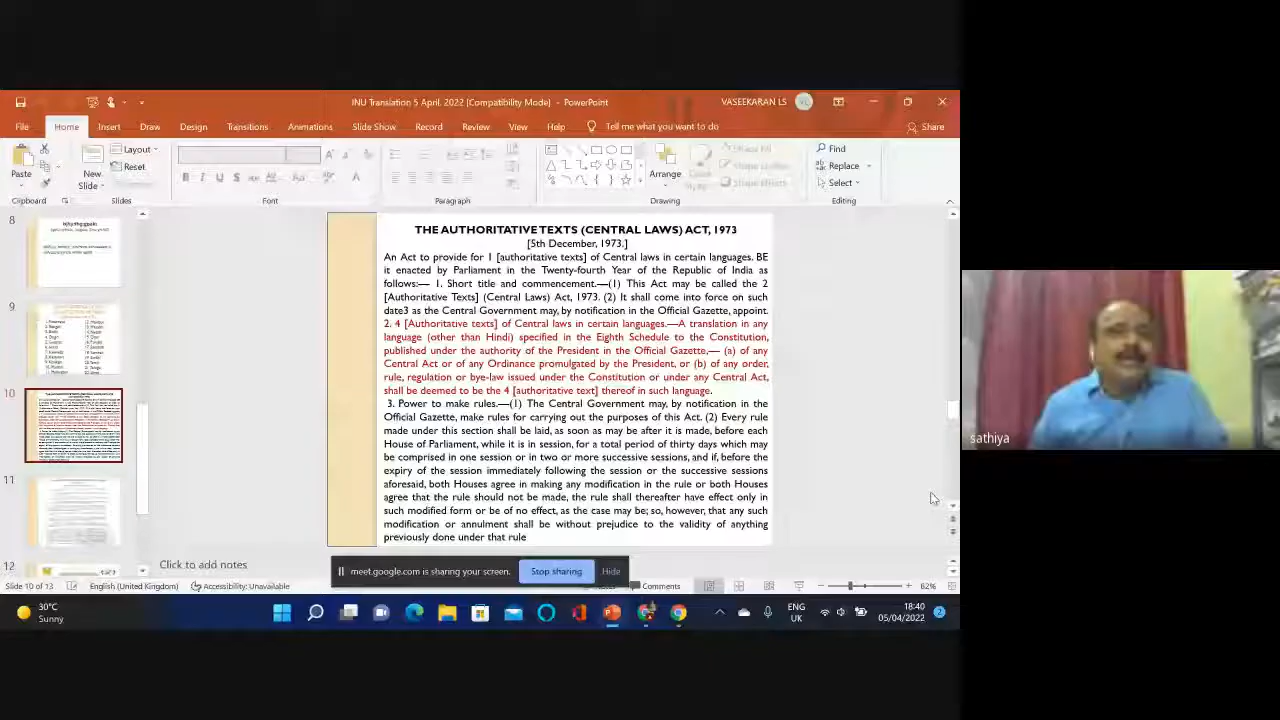 INU Translation 5 April, 2022 [Compatibility Mode] - PowerPoint
VASEEKARAN LS
VL
File Home Insert Draw Design Transitions Animations Slide Show Record Review View Help Tell me what you want to do
Share
Paste
New
Slide
Layout
Reset
Arrange
Shape Fill
Shape Effects
Find
Replace
Select
Clipboard
Slides
Font
Paragraph
Drawing
Editing
8
9
10
11
12
THE AUTHORITATIVE TEXTS (CENTRAL LAWS) ACT, 1973
[5th December, 1973.]
An Act to provide for 1 [authoritative texts] of Central laws in certain languages. BE
it enacted by Parliament in the Twenty-fourth Year of the Republic of India as
follows:— 1. Short title and commencement.—(1) This Act may be called the 2
[Authoritative Texts] (Central Laws) Act, 1973. (2) It shall come into force on such
date3 as the Central Government may, by notification in the Official Gazette, appoint.
2. 4 [Authoritative texts] of Central laws in certain languages.—A translation in any
language (other than Hindi) specified in the Eighth Schedule to the Constitution,
published under the authority of the President in the Official Gazette,— (a) of any
Central Act or of any Ordinance promulgated by the President, or (b) of any order,
rule, regulation or bye-law issued under the Constitution or under any Central Act,
shall be deemed to be the 4 [authoritative text] thereof in such language.
3. Power to make rules.—(1) The Central Government may, by notification in the
Official Gazette, make rules for carrying out the purposes of this Act. (2) Every rule
made under this section shall be laid, as soon as may be after it is made, before each
House of Parliament, while it is in session, for a total period of thirty days which may
be comprised in one session or in two or more successive sessions, and if, before the
expiry of the session immediately following the session or the successive sessions
aforesaid, both Houses agree in making any modification in the rule or both Houses
agree that the rule should not be made, the rule shall thereafter have effect only in
such modified form or be of no effect, as the case may be; so, however, that any such
modification or annulment shall be without prejudice to the validity of anything
previously done under that rule
sathiya
Click to add notes
meet.google.com is sharing your screen.
Stop sharing
Hide
Slide 10 of 13
English (United Kingdom)
Accessibility: Unavailable
Comments
62%
30°C
Sunny
ENG
UK
18:40
05/04/2022
2